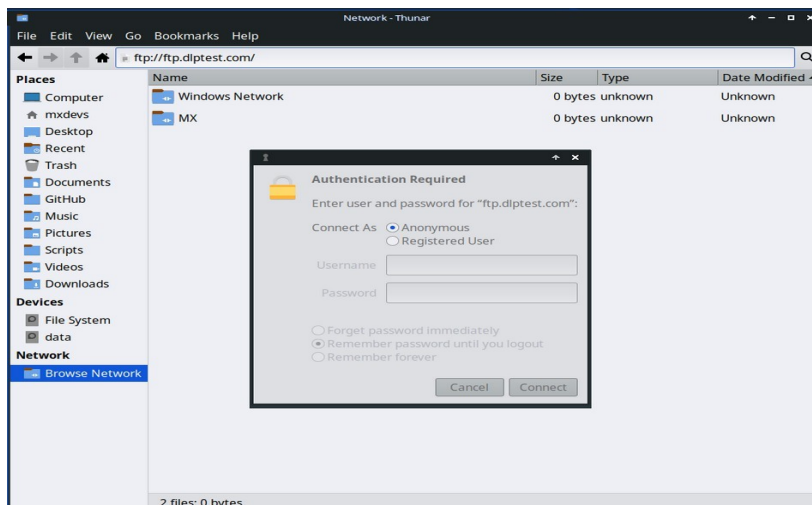 Network - Thunar
File Edit View Go Bookmarks Help
ftp://ftp.dlptest.com/
Places
Computer
mxdevs
Desktop
Recent
Trash
Documents
GitHub
Music
Pictures
Scripts
Videos
Downloads
Devices
File System
data
Network
Browse Network
Name Size Type Date Modified
Windows Network 0 bytes unknown Unknown
MX 0 bytes unknown Unknown
Authentication Required
Enter user and password for "ftp.dlptest.com":
Connect As Anonymous
Registered User
Username
Password
Forget password immediately
Remember password until you logout
Remember forever
Cancel Connect
2 files: 0 bytes